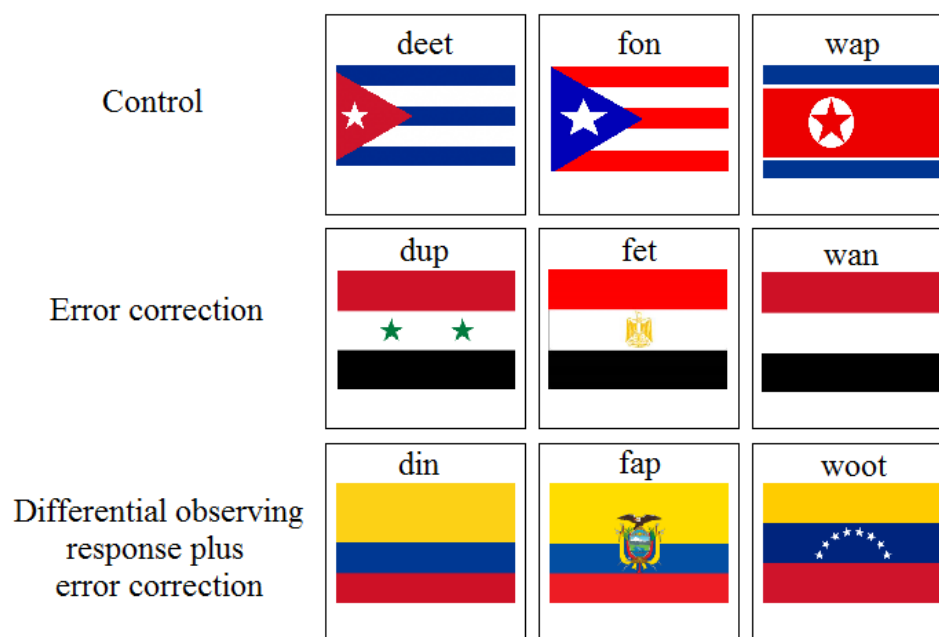 deet fon wap
Control
dup fet wan
Error correction
din fap woot
Differential observing
response plus
error correction